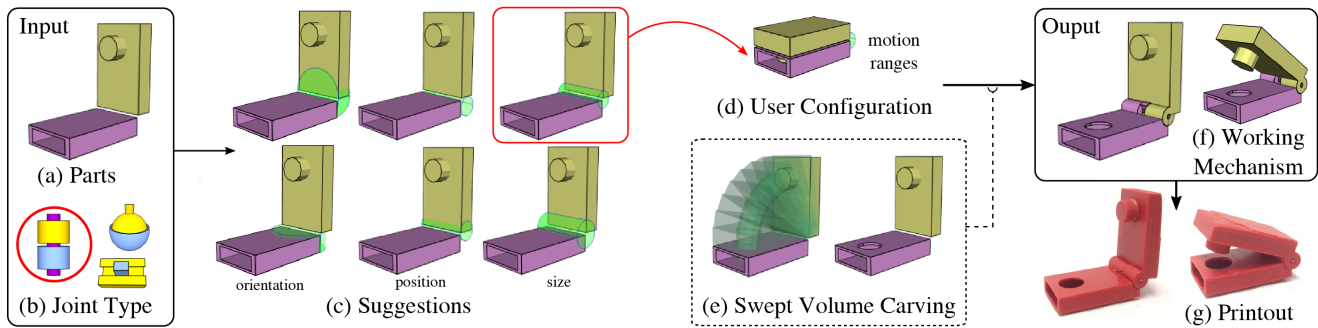 Input
(a) Parts
(b) Joint Type
orientation
position
size
(c) Suggestions
motion
ranges
(d) User Configuration
(e) Swept Volume Carving
Ouput
(f) Working
Mechanism
(g) Printout